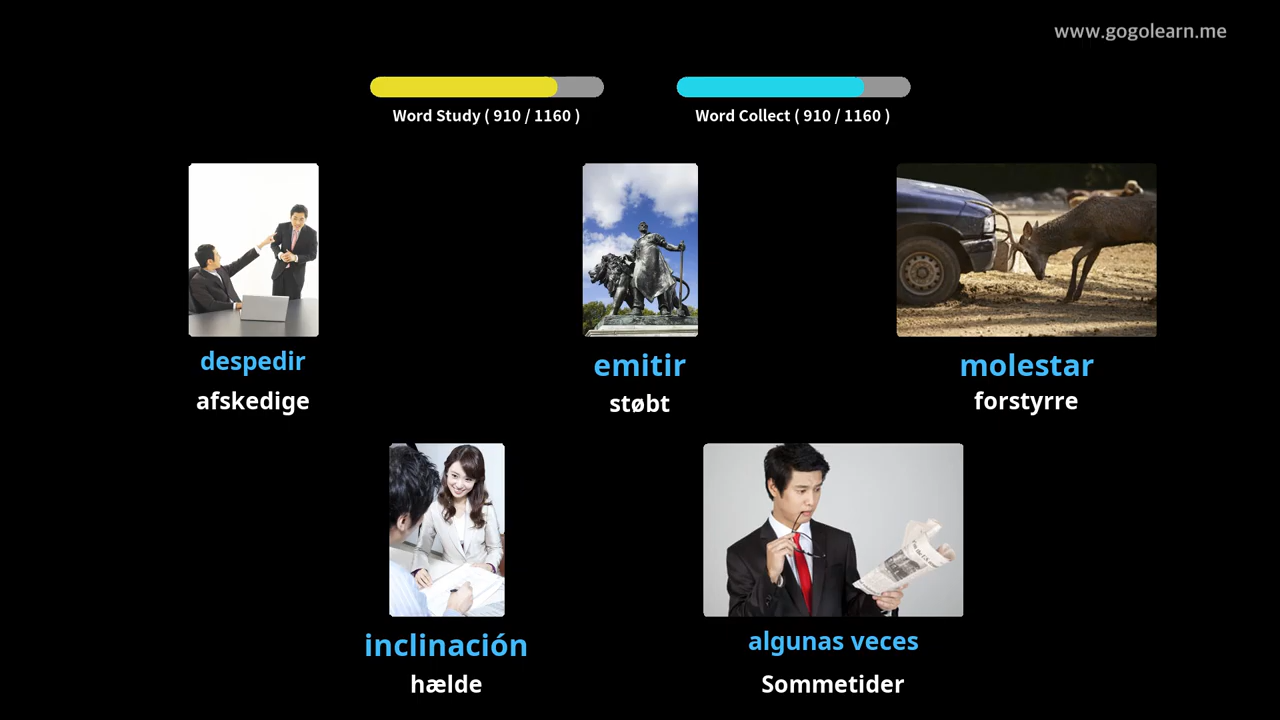 www.gogolearn.me
Word Study ( 910 / 1160 )
Word Collect ( 910 / 1160 )
despedir
afskedige
emitir
støbt
molestar
forstyrre
inclinación
hælde
algunas veces
Sommetider